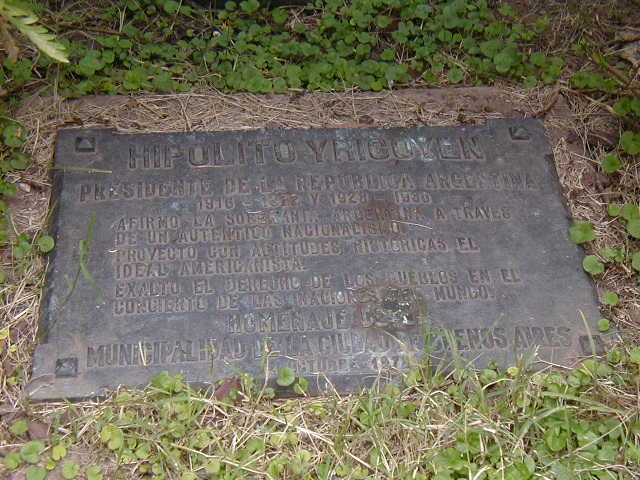 HIPOLITO YRIGOYEN
PRESIDENTE DE LA REPUBLICA ARGENTINA
1916 - 1922 Y 1928 - 1930
AFIRMO LA SOBERANIA ARGENTINA A TRAVES
DE UN AUTENTICO NACIONALISMO.
PROYECTO CON ACTITUDES HISTORICAS EL
IDEAL AMERICANISTA.
EXALTO EL DERECHO DE LOS PUEBLOS EN EL
CONCIERTO DE LAS NACIONES DEL MUNDO.
HOMENAJE DE LA
MUNICIPALIDAD DE LA CIUDAD DE BUENOS AIRES